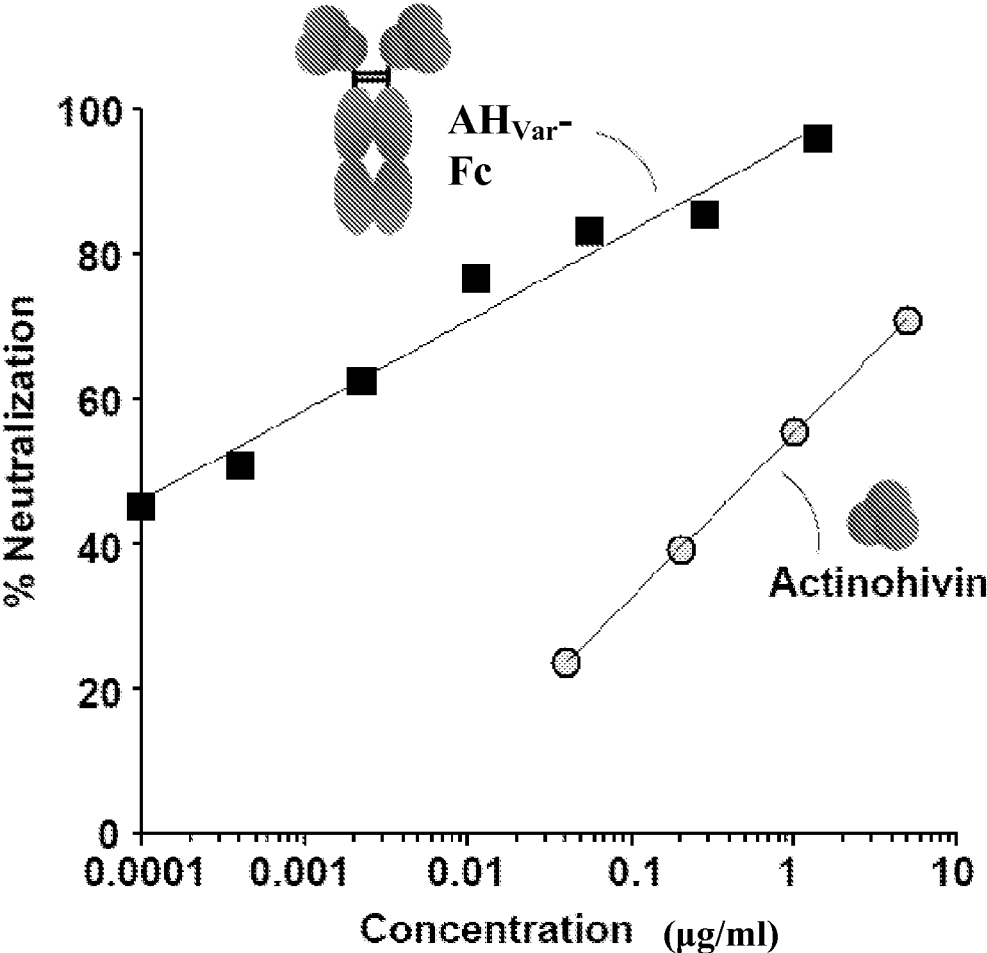 AHVar-
Fc
100
80
60
40
20
0
% Neutralization
Actinohivin
0.0001 0.001 0.01 0.1 1 10
Concentration (μg/ml)